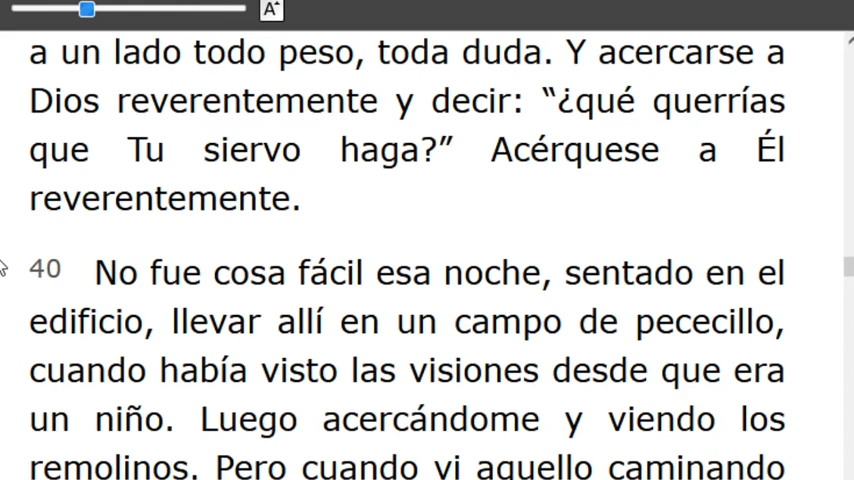 A
a un lado todo peso, toda duda. Y acercarse a
Dios reverentemente y decir: “¿qué querrías
que Tu siervo haga?” Acérquese a Él
reverentemente.
40 No fue cosa fácil esa noche, sentado en el
edificio, llevar allí en un campo de pececillo,
cuando había visto las visiones desde que era
un niño. Luego acercándome y viendo los
remolinos. Pero cuando vi aquello caminando